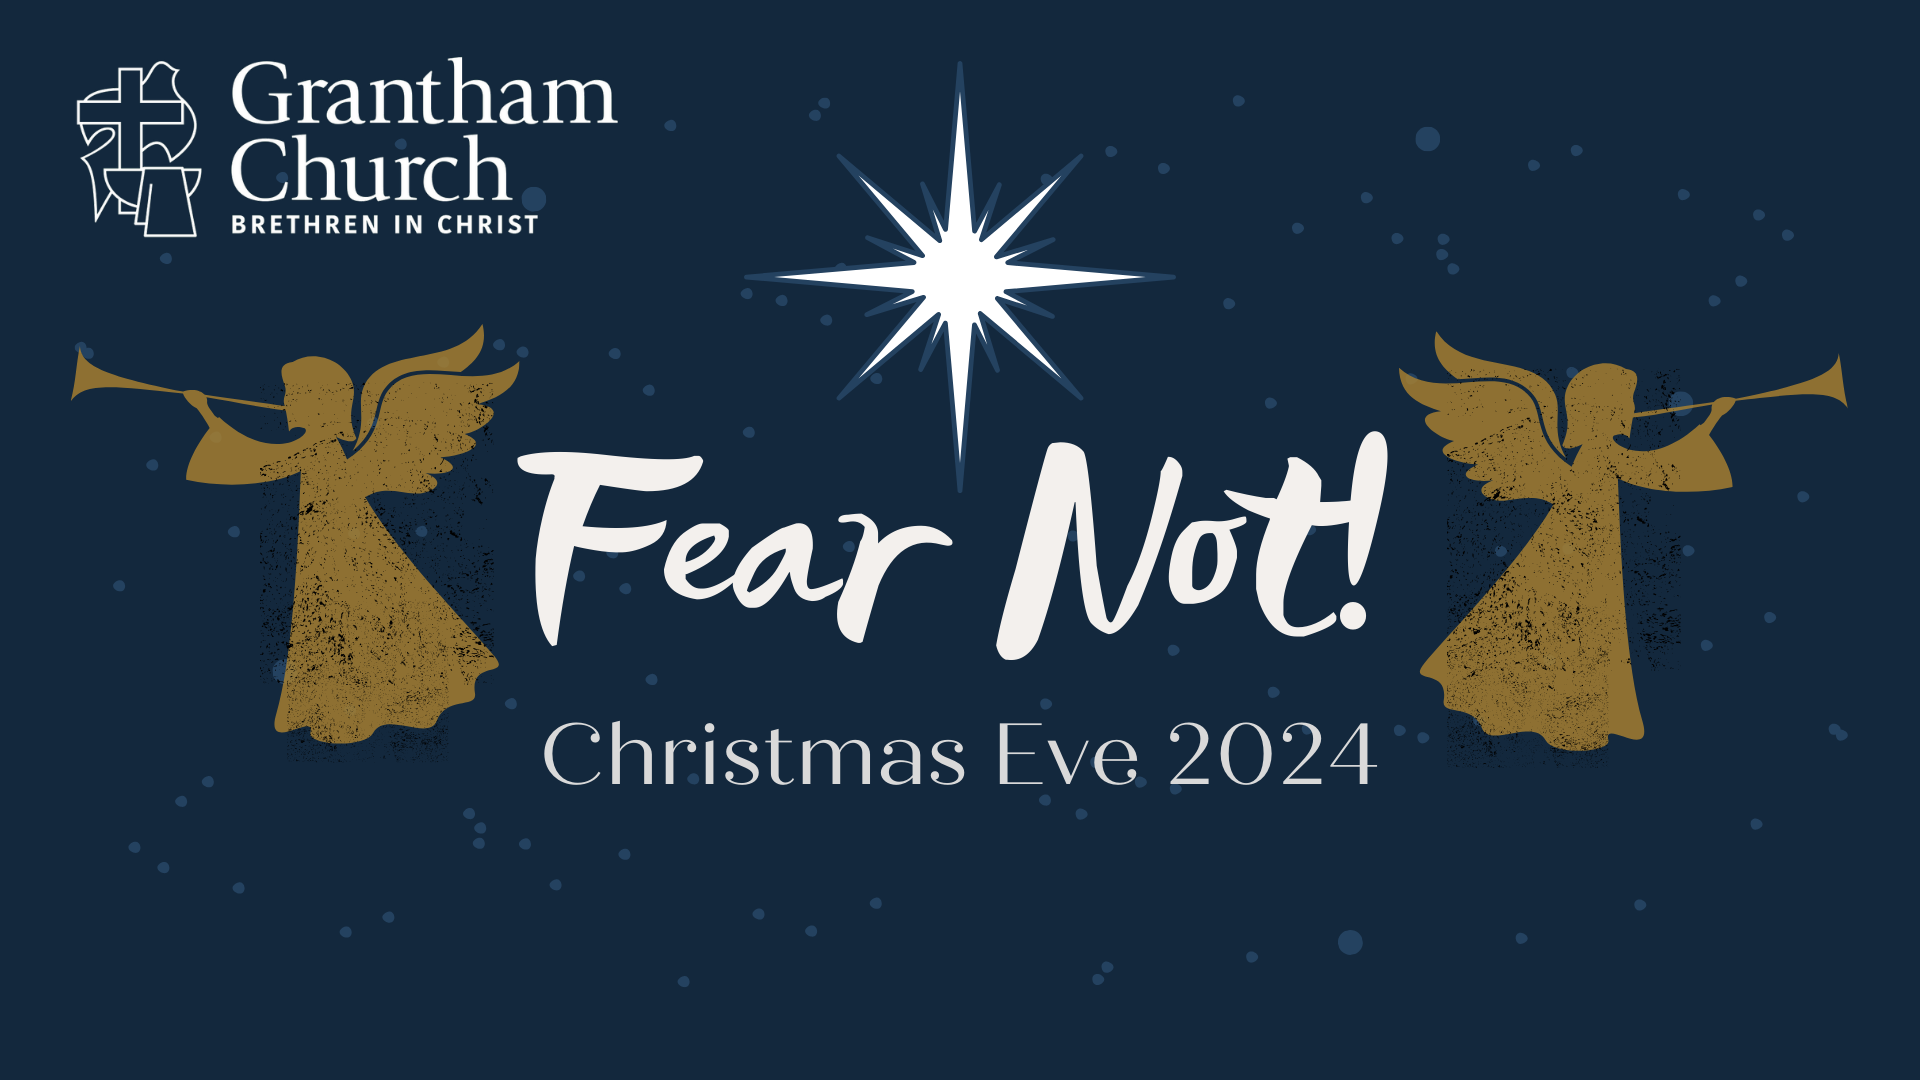 Grantham
Church
BRETHREN IN CHRIST
Fear Not!
Christmas Eve 2024